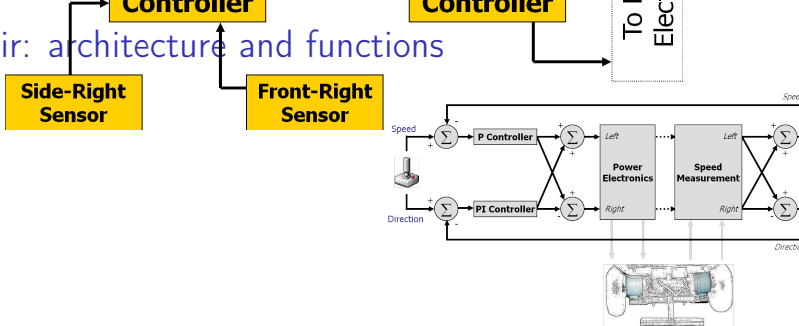 Controller
Controller
To
Elec
ir: architecture and functions
Side-Right
Sensor
Front-Right
Sensor
Spee
Speed
-
+
Σ
P Controller
+
+
Σ
Left
Left
+
+
Σ
Power
Electronics
Speed
Measurement
Direction
+
-
Σ
PI Controller
+
-
Σ
Right
Right
+
-
Σ
Directio